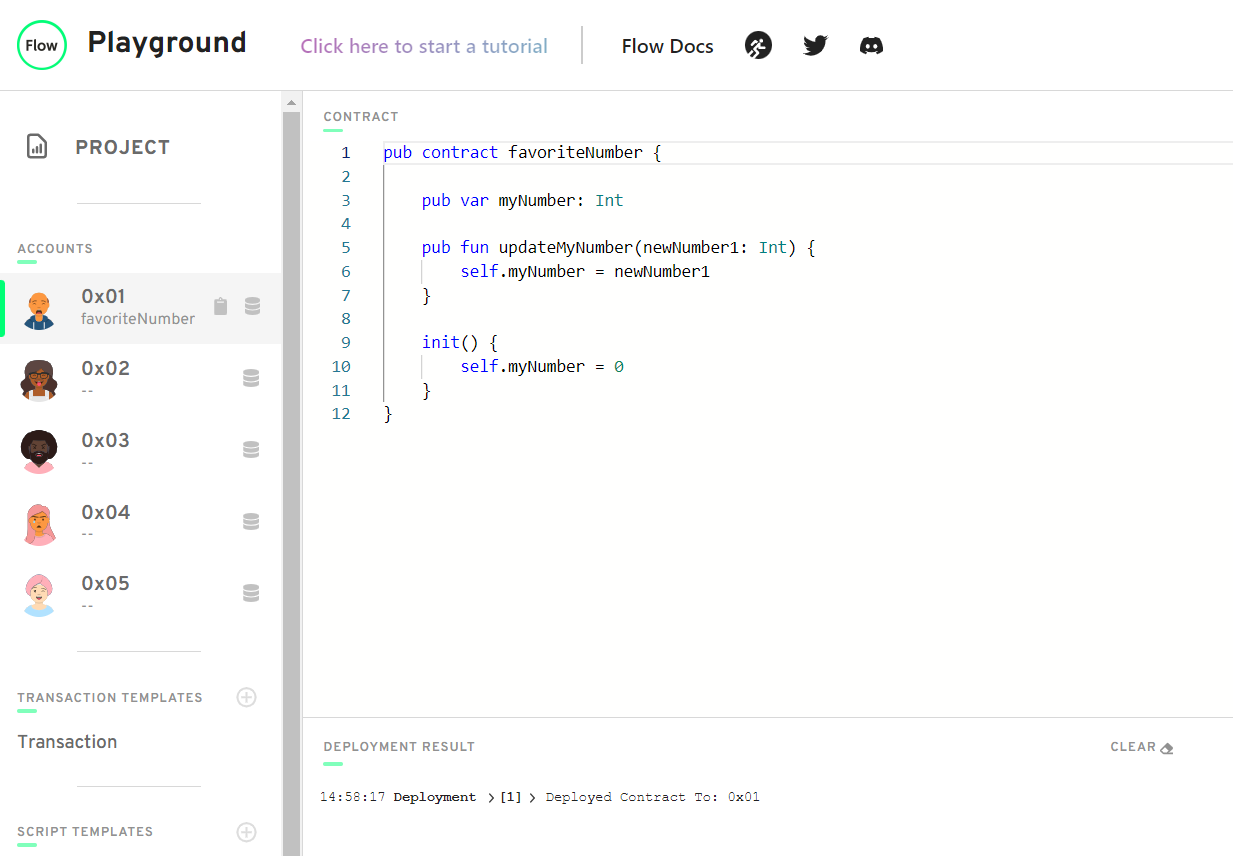 Flow Playground Click here to start a tutorial Flow Docs
PROJECT
ACCOUNTS
0x01
favoriteNumber
0x02
--
0x03
--
0x04
--
0x05
--
TRANSACTION TEMPLATES
Transaction
SCRIPT TEMPLATES
CONTRACT
1 pub contract favoriteNumber {
2
3 pub var myNumber: Int
4
5 pub fun updateMyNumber(newNumber1: Int) {
6 self.myNumber = newNumber1
7 }
8
9 init() {
10 self.myNumber = 0
11 }
12 }
DEPLOYMENT RESULT CLEAR
14:58:17 Deployment > [1] > Deployed Contract To: 0x01